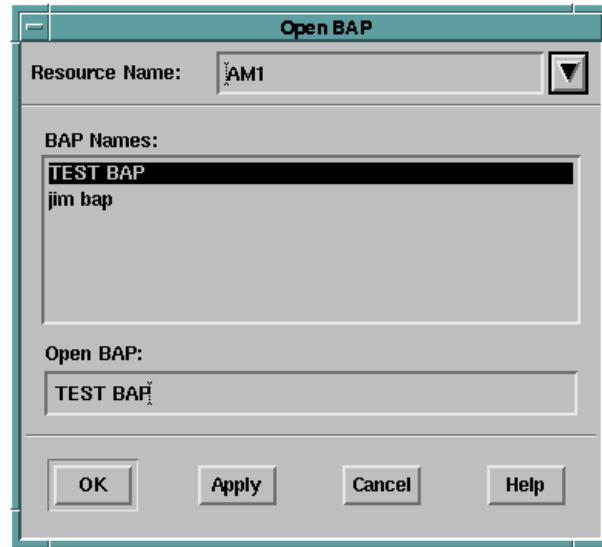 Open BAP
Resource Name: AM1
BAP Names:
TEST BAP
jim bap
Open BAP:
TEST BAP
OK Apply Cancel Help